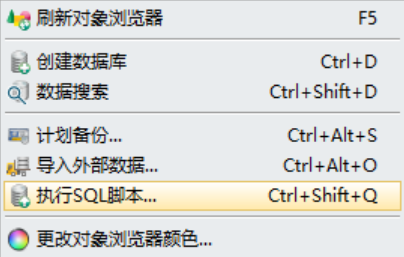 刷新对象浏览器 F5
创建数据库 Ctrl+D
数据搜索 Ctrl+Shift+D
计划备份... Ctrl+Alt+S
导入外部数据... Ctrl+Alt+O
执行SQL脚本... Ctrl+Shift+Q
更改对象浏览器颜色...